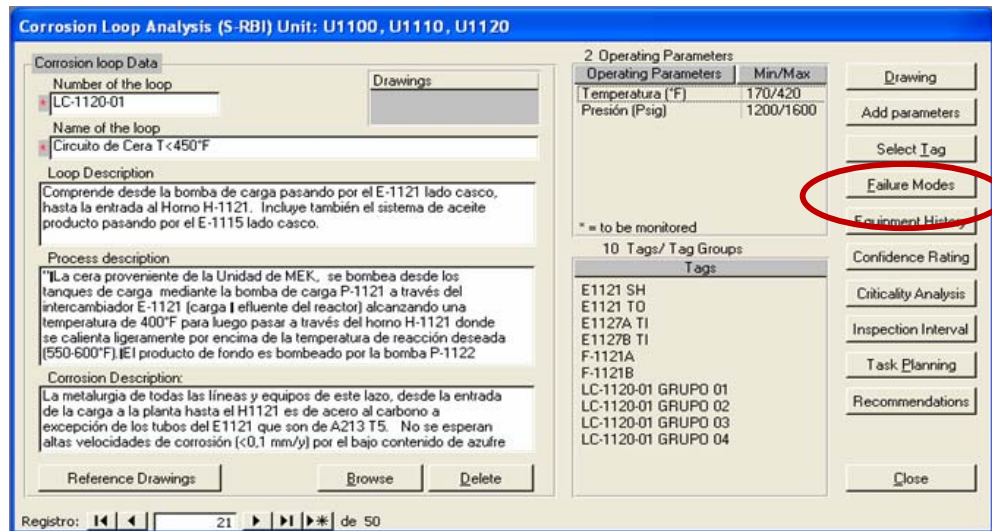 Corrosion Loop Analysis (S-RBI) Unit: U1100, U1110, U1120
Corrosion loop Data
Number of the loop
* LC-1120-01
Drawings
Name of the loop
* Circuito de Cera T<450°F
Loop Description
Comprende desde la bomba de carga pasando por el E-1121 lado casco,
hasta la entrada al Horno H-1121. Incluye también el sistema de aceite
producto pasando por el E-1115 lado casco.
Process description
"La cera proveniente de la Unidad de MEK, se bombea desde los
tanques de carga mediante la bomba de carga P-1121 a través del
intercambiador E-1121 (carga | efluente del reactor) alcanzando una
temperatura de 400°F para luego pasar a través del horno H-1121 donde
se calienta ligeramente por encima de la temperatura de reacción deseada
(550-600°F).|El producto de fondo es bombeado por la bomba P-1122
Corrosion Description:
La metalurgia de todas las líneas y equipos de este lazo, desde la entrada
de la carga a la planta hasta el H1121 es de acero al carbono a
excepción de los tubos del E1121 que son de A213 T5. No se esperan
altas velocidades de corrosión (<0,1 mm/y) por el bajo contenido de azufre
Reference Drawings
Browse
Delete
Registro: 21 de 50
2 Operating Parameters
Operating Parameters Min/Max
Temperatura (°F) 170/420
Presión (Psig) 1200/1600
* = to be monitored
10 Tags/ Tag Groups
Tags
E1121 SH
E1121 TO
E1127A TI
E1127B TI
F-1121A
F-1121B
LC-1120-01 GRUPO 01
LC-1120-01 GRUPO 02
LC-1120-01 GRUPO 03
LC-1120-01 GRUPO 04
Drawing
Add parameters
Select Tag
Failure Modes
Equipment History
Confidence Rating
Criticality Analysis
Inspection Interval
Task Planning
Recommendations
Close